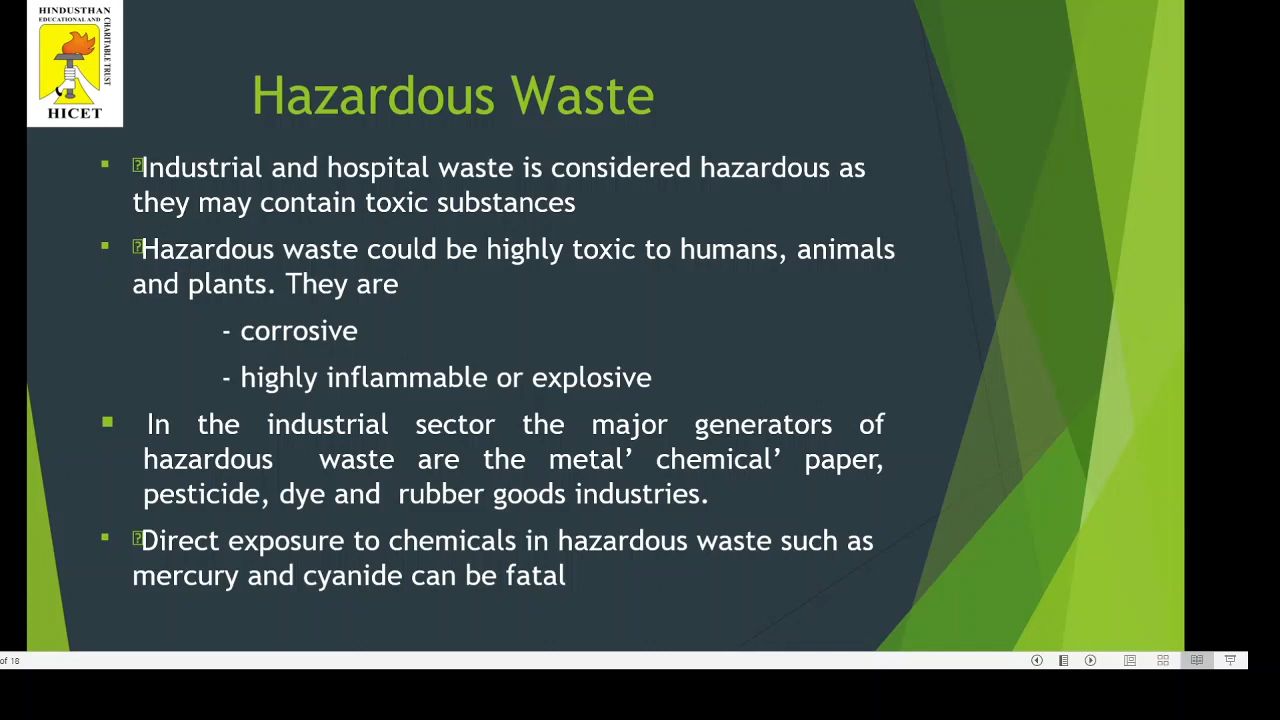 HINDUSTHAN
EDUCATIONAL AND
CHARITABLE TRUST
HICET
Hazardous Waste
Industrial and hospital waste is considered hazardous as
they may contain toxic substances
Hazardous waste could be highly toxic to humans, animals
and plants. They are
- corrosive
- highly inflammable or explosive
In the industrial sector the major generators of
hazardous waste are the metal’ chemical’ paper,
pesticide, dye and rubber goods industries.
Direct exposure to chemicals in hazardous waste such as
mercury and cyanide can be fatal
of 18